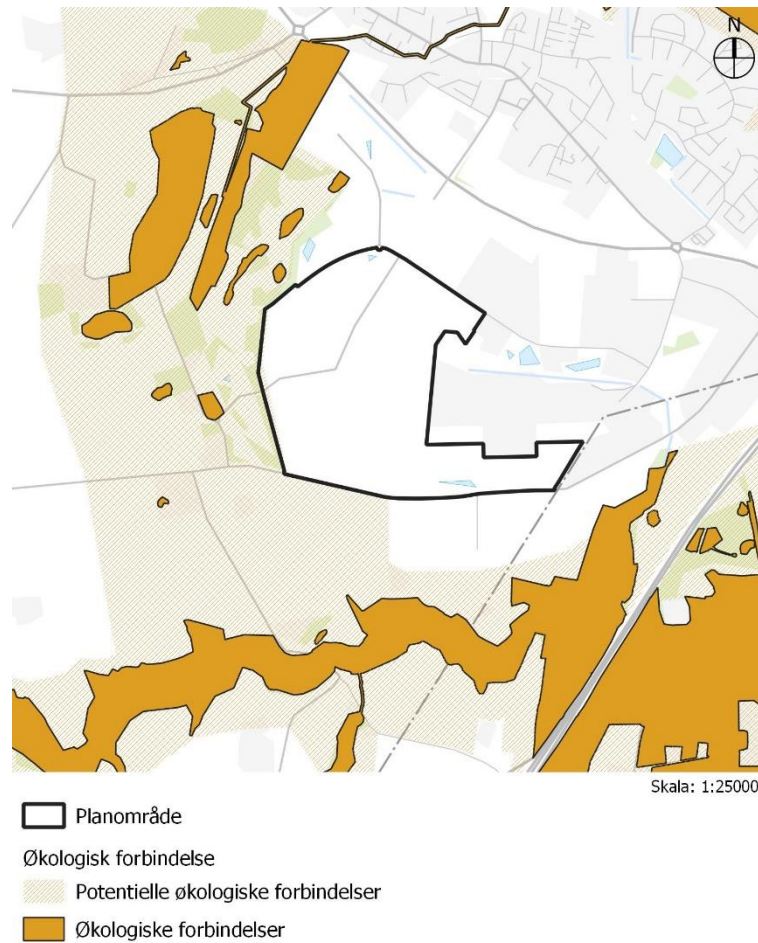 N
Skala: 1:25000
Planområde
Økologisk forbindelse
Potentielle økologiske forbindelser
Økologiske forbindelser